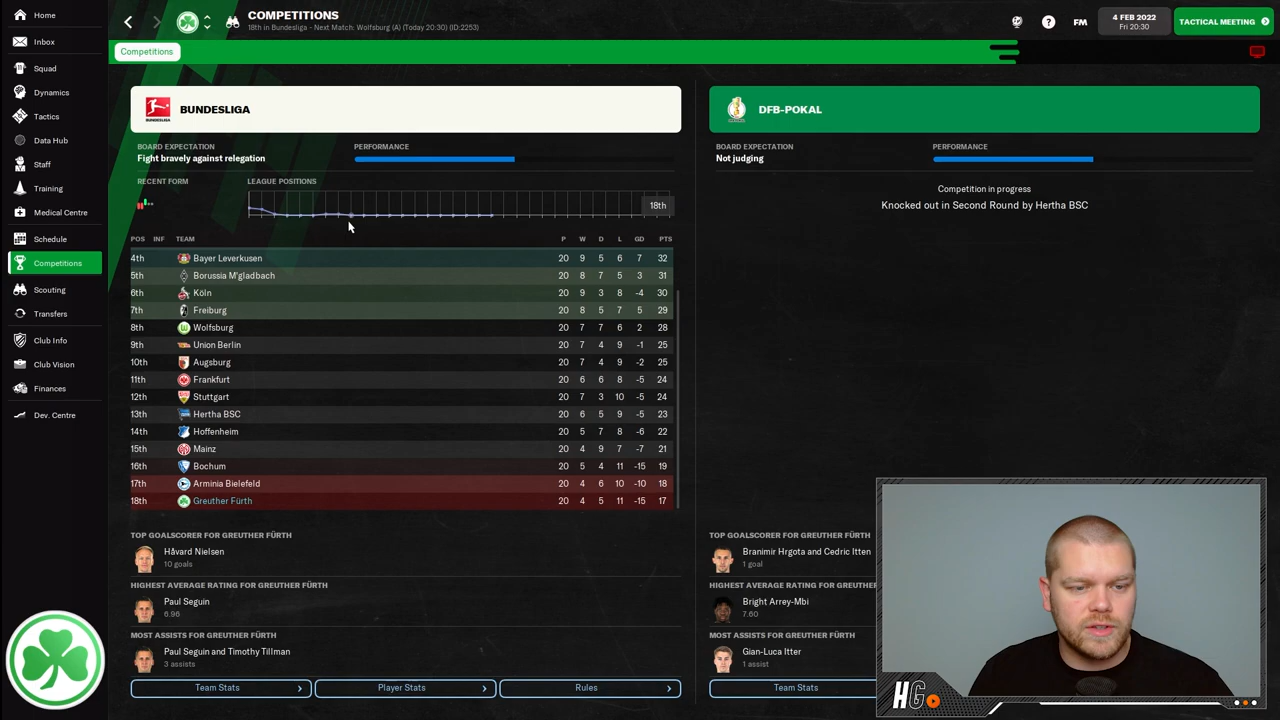 Home
Inbox
Squad
Dynamics
Tactics
Data Hub
Staff
Training
Medical Centre
Schedule
Competitions
Scouting
Transfers
Club Info
Club Vision
Finances
Dev. Centre
COMPETITIONS
18th in Bundesliga - Next Match: Wolfsburg (A) (Today 20:30) (ID:2253)
?
FM
4 FEB 2022
Fri 20:30
TACTICAL MEETING
Competitions
BUNDESLIGA
BOARD EXPECTATION
Fight bravely against relegation
PERFORMANCE
RECENT FORM
LEAGUE POSITIONS
18th
POS INF TEAM P W D L GD PTS
4th Bayer Leverkusen 20 9 5 6 7 32
5th Borussia M'gladbach 20 8 7 5 3 31
6th Köln 20 9 3 8 -4 30
7th Freiburg 20 8 5 7 5 29
8th Wolfsburg 20 7 7 6 2 28
9th Union Berlin 20 7 4 9 -1 25
10th Augsburg 20 7 4 9 -2 25
11th Frankfurt 20 6 6 8 -5 24
12th Stuttgart 20 7 3 10 -5 24
13th Hertha BSC 20 6 5 9 -5 23
14th Hoffenheim 20 5 7 8 -6 22
15th Mainz 20 4 9 7 -7 21
16th Bochum 20 5 4 11 -15 19
17th Arminia Bielefeld 20 4 6 10 -10 18
18th Greuther Fürth 20 4 5 11 -15 17
TOP GOALSCORER FOR GREUTHER FÜRTH
Håvard Nielsen
10 goals
HIGHEST AVERAGE RATING FOR GREUTHER FÜRTH
Paul Seguin
6.96
MOST ASSISTS FOR GREUTHER FÜRTH
Paul Seguin and Timothy Tillman
3 assists
Team Stats
Player Stats
Rules
DFB-POKAL
BOARD EXPECTATION
Not judging
PERFORMANCE
Competition in progress
Knocked out in Second Round by Hertha BSC
TOP GOALSCORER FOR GREUTHER FÜRTH
Branimir Hrgota and Cedric Itten
1 goal
HIGHEST AVERAGE RATING FOR GREUTHER
Bright Arrey-Mbi
7.60
MOST ASSISTS FOR GREUTHER FÜRTH
Gian-Luca Itter
1 assist
Team Stats
HG